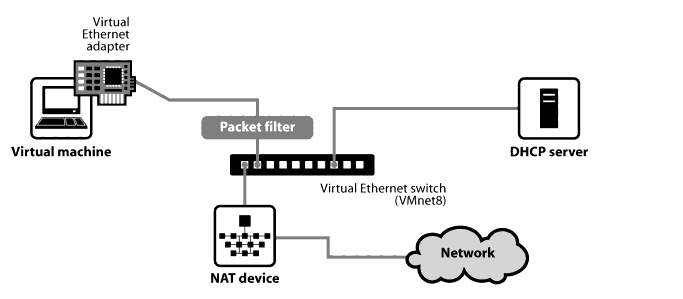 Virtual
Ethernet
adapter
Packet filter
Virtual machine
DHCP server
Virtual Ethernet switch
(VMnet8)
Network
NAT device